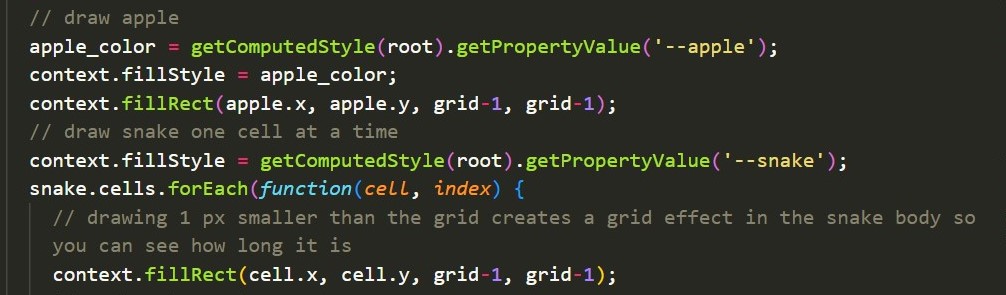 // draw apple
apple_color = getComputedStyle(root).getPropertyValue('--apple');
context.fillStyle = apple_color;
context.fillRect(apple.x, apple.y, grid-1, grid-1);
// draw snake one cell at a time
context.fillStyle = getComputedStyle(root).getPropertyValue('--snake');
snake.cells.forEach(function(cell, index) {
// drawing 1 px smaller than the grid creates a grid effect in the snake body so
you can see how long it is
context.fillRect(cell.x, cell.y, grid-1, grid-1);